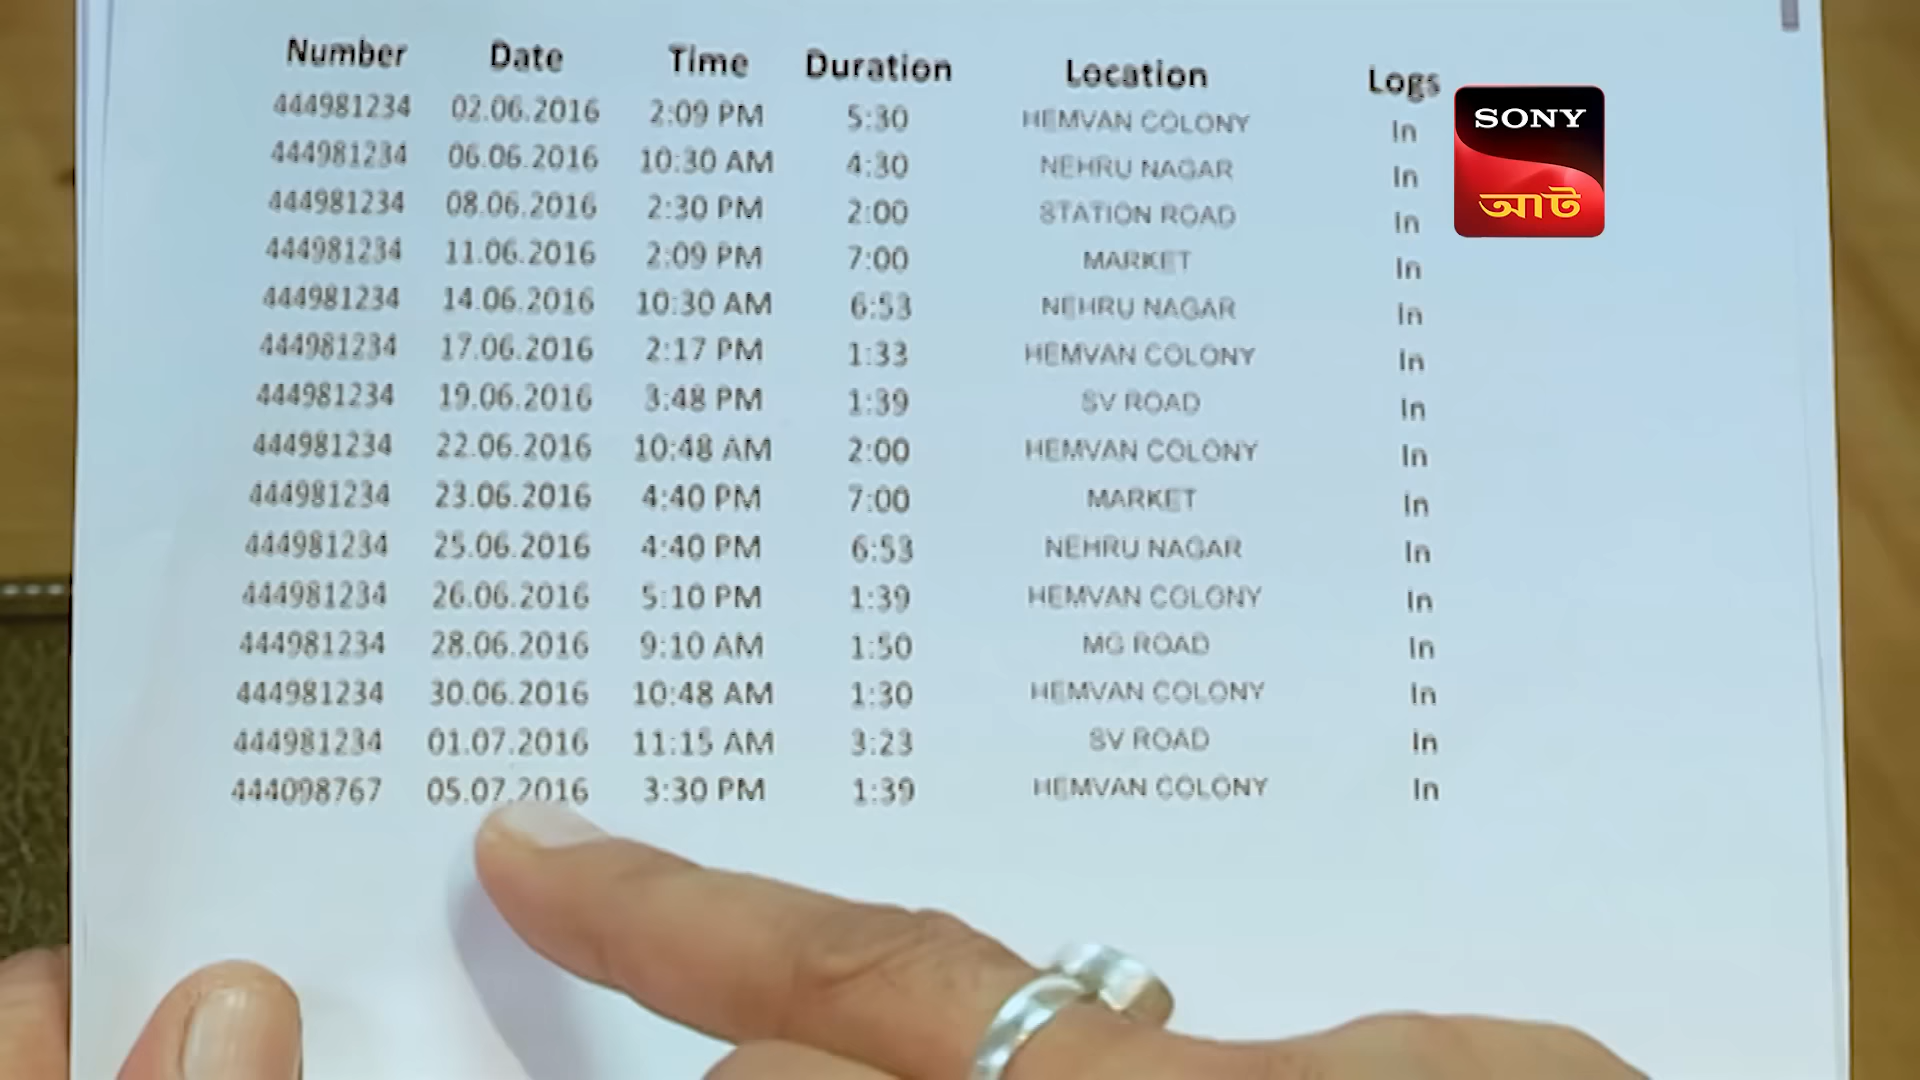 Number Date Time Duration Location Logs
444981234 02.06.2016 2:09 PM 5:30 HEMVAN COLONY In
444981234 06.06.2016 10:30 AM 4:30 NEHRU NAGAR In
444981234 08.06.2016 2:30 PM 2:00 STATION ROAD In
444981234 11.06.2016 2:09 PM 7:00 MARKET In
444981234 14.06.2016 10:30 AM 6:53 NEHRU NAGAR In
444981234 17.06.2016 2:17 PM 1:33 HEMVAN COLONY In
444981234 19.06.2016 3:48 PM 1:39 SV ROAD In
444981234 22.06.2016 10:48 AM 2:00 HEMVAN COLONY In
444981234 23.06.2016 4:40 PM 7:00 MARKET In
444981234 25.06.2016 4:40 PM 6:53 NEHRU NAGAR In
444981234 26.06.2016 5:10 PM 1:39 HEMVAN COLONY In
444981234 28.06.2016 9:10 AM 1:50 MG ROAD In
444981234 30.06.2016 10:48 AM 1:30 HEMVAN COLONY In
444981234 01.07.2016 11:15 AM 3:23 SV ROAD In
444098767 05.07.2016 3:30 PM 1:39 HEMVAN COLONY In
SONY
আট